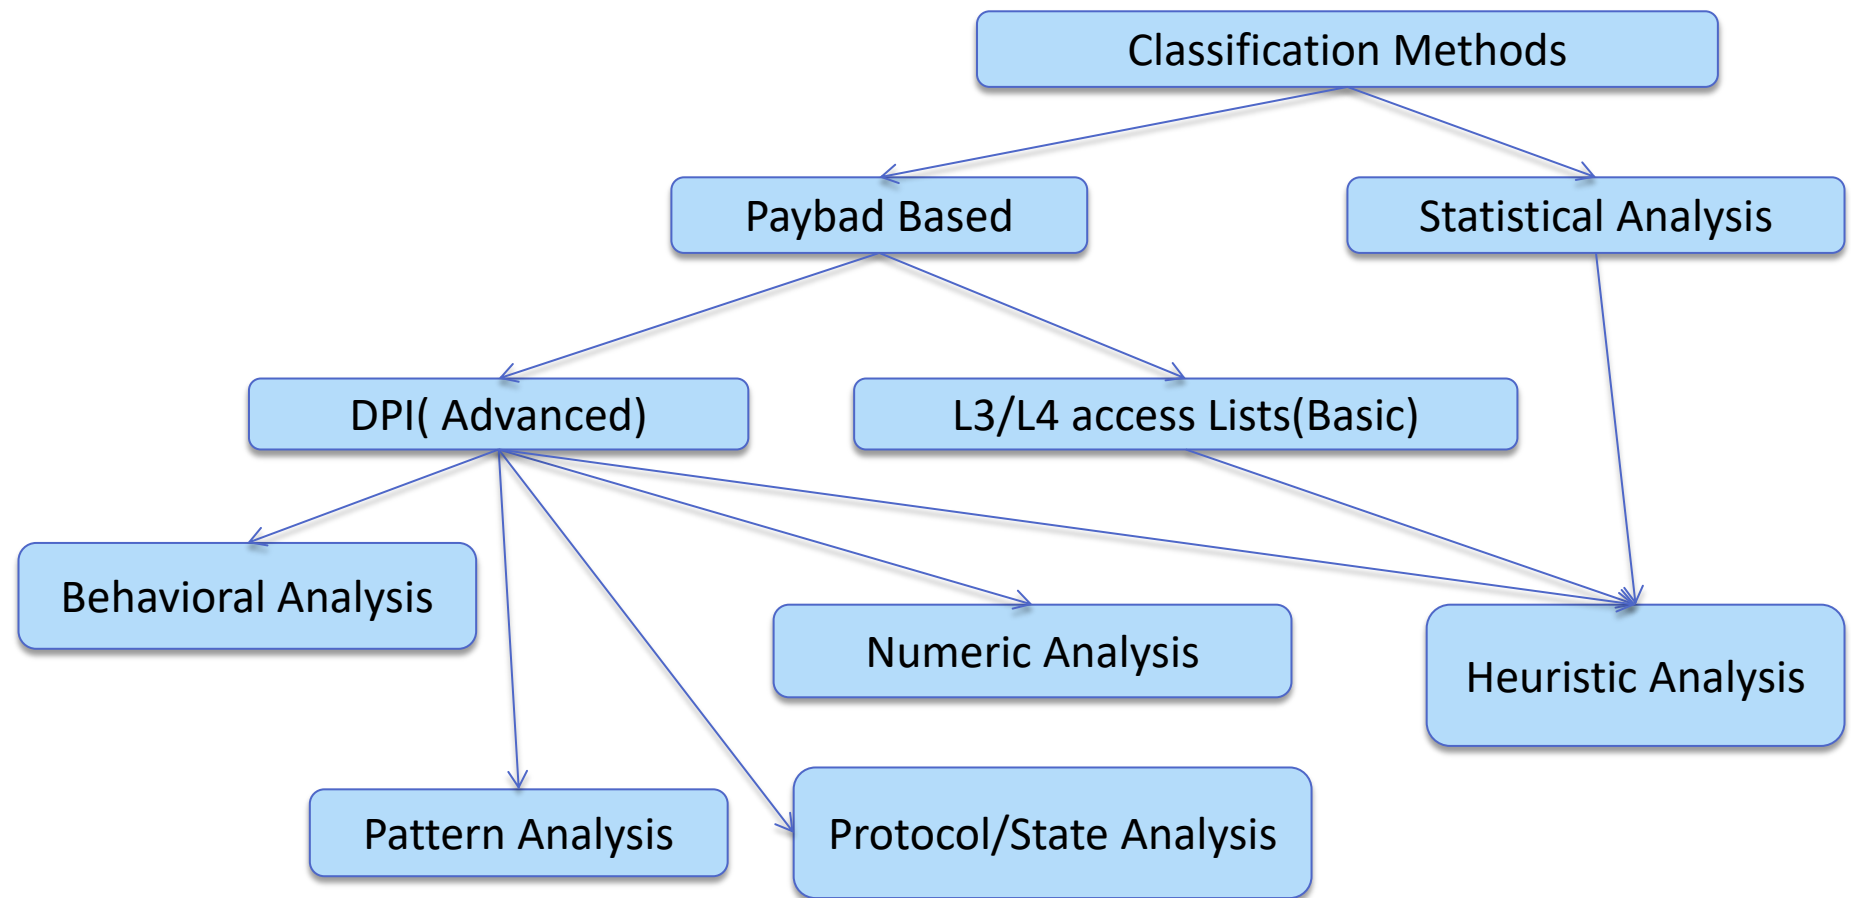 Classification Methods
Paybad Based
Statistical Analysis
DPI( Advanced)
L3/L4 access Lists(Basic)
Behavioral Analysis
Numeric Analysis
Heuristic Analysis
Pattern Analysis
Protocol/State Analysis